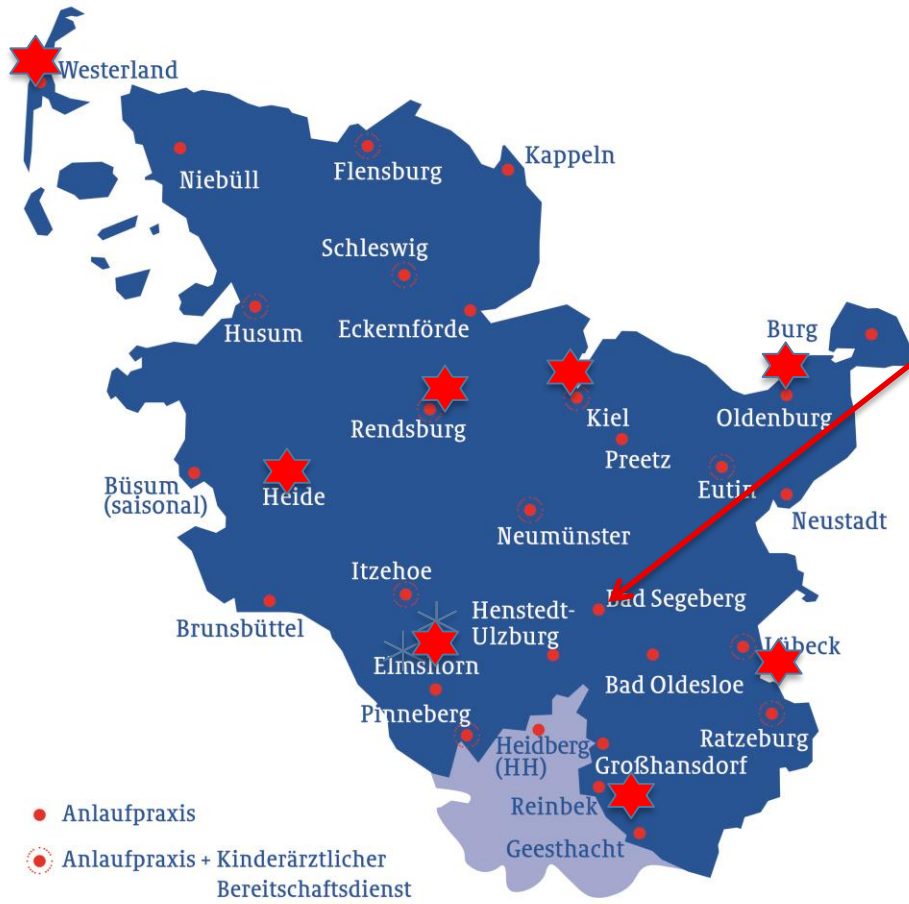 Westerland
Niebüll
Flensburg
Kappeln
Schleswig
Husum
Eckernförde
Burg
Rendsburg
Kiel
Oldenburg
Preetz
Büsum
(saisonal)
Heide
Eutin
Neustadt
Neumünster
Itzehoe
Brunsbüttel
Henstedt-
Ulzburg
Bad Segeberg
Elmshorn
Lübeck
Bad Oldesloe
Pinneberg
Ratzeburg
Heidberg
(HH)
Großhansdorf
Reinbek
Geesthacht
Anlaufpraxis
Anlaufpraxis + Kinderärztlicher
Bereitschaftsdienst